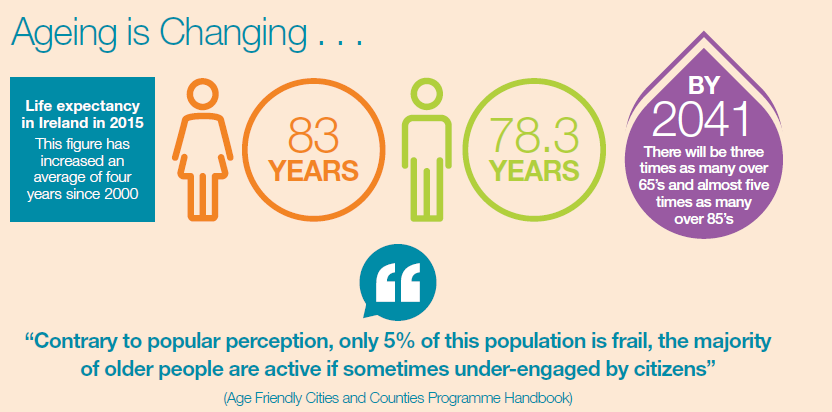 Ageing is Changing . . .
Life expectancy
in Ireland in 2015
This figure has
increased an
average of four
years since 2000
83
YEARS
78.3
YEARS
BY
2041
There will be three
times as many over
65's and almost five
times as many
over 85's
“Contrary to popular perception, only 5% of this population is frail, the majority
of older people are active if sometimes under-engaged by citizens”
(Age Friendly Cities and Counties Programme Handbook)